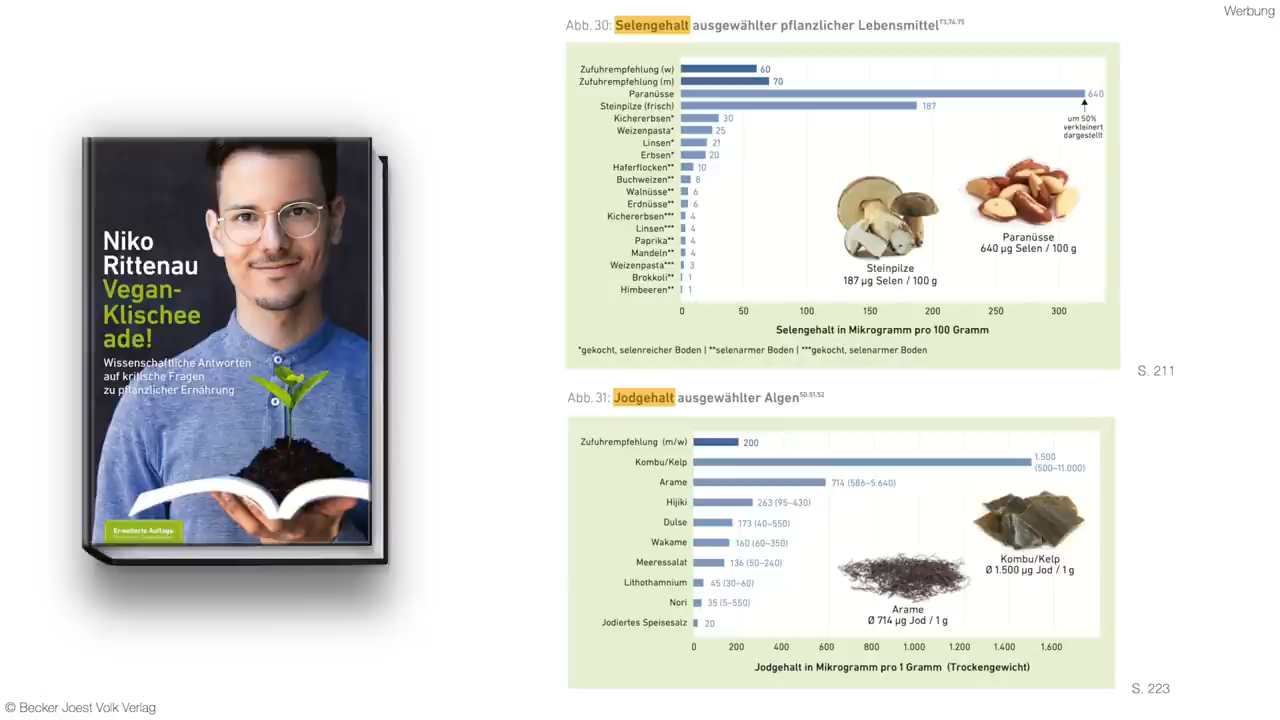 Werbung
Niko
Rittenau
Vegan-
Klischee
ade!
Wissenschaftliche Antworten
auf kritische Fragen
zu pflanzlicher Ernährung
Erweiterte Auflage
© Becker Joest Volk Verlag
Abb. 30: Selengehalt ausgewählter pflanzlicher Lebensmittel73,74,75
Zufuhrempfehlung (w) 60
Zufuhrempfehlung (m) 70
Paranüsse 640
Steinpilze (frisch) 187
Kichererbsen* 30
Weizenpasta* 25
Linsen* 21
Erbsen* 20
Haferflocken** 10
Buchweizen** 8
Walnüsse** 6
Erdnüsse** 6
Kichererbsen*** 4
Linsen*** 4
Paprika** 4
Mandeln** 4
Weizenpasta*** 3
Brokkoli** 1
Himbeeren** 1
um 50%
verkleinert
dargestellt
Steinpilze
187 µg Selen / 100 g
Paranüsse
640 µg Selen / 100 g
0 50 100 150 200 250 300
Selengehalt in Mikrogramm pro 100 Gramm
*gekocht, selenreicher Boden | **selenarmer Boden | ***gekocht, selenarmer Boden
S. 211
Abb. 31: Jodgehalt ausgewählter Algen50,51,52
Zufuhrempfehlung (m/w) 200
Kombu/Kelp 1.500
(500–11.000)
Arame 714 (586–5.640)
Hijiki 263 (95–430)
Dulse 173 (40–550)
Wakame 160 (60–350)
Meeressalat 136 (50–240)
Lithothamnium 45 (30–60)
Nori 35 (5–550)
Jodiertes Speisesalz 20
Arame
Ø 714 µg Jod / 1 g
Kombu/Kelp
Ø 1.500 µg Jod / 1 g
0 200 400 600 800 1.000 1.200 1.400 1.600
Jodgehalt in Mikrogramm pro 1 Gramm (Trockengewicht)
S. 223